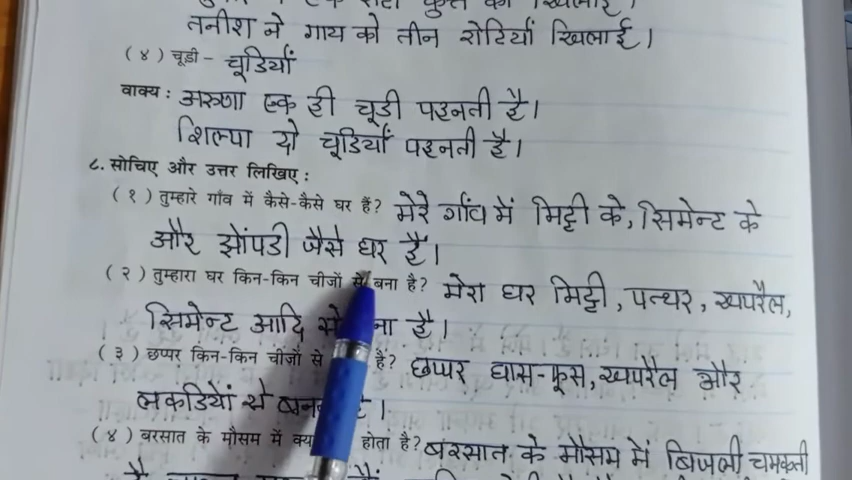 तनीश ने गाय को तीन रोटियाँ खिलाई।
(४) चूडी - चूडियाँ
वाक्य : अरुणा एक ही चूडी पहनती है।
शिल्पा दो चूडियाँ पहनती है।
८. सोचिए और उत्तर लिखिए :
(१) तुम्हारे गाँव में कैसे-कैसे घर हैं? मेरे गाँव में मिट्टी के, सिमेन्ट के
और झोंपडी जैसे घर हैं।
(२) तुम्हारा घर किन-किन चीजों से बना है? मेरा घर मिट्टी, पत्थर, खपरैल,
सिमेन्ट आदि से बना है।
(३) छप्पर किन-किन चीजों से है? छप्पर घास-फूस, खपरैल और
लकडियों से है।
(४) बरसात के मौसम में होता है? बरसात के मौसम में बिजली चमकती